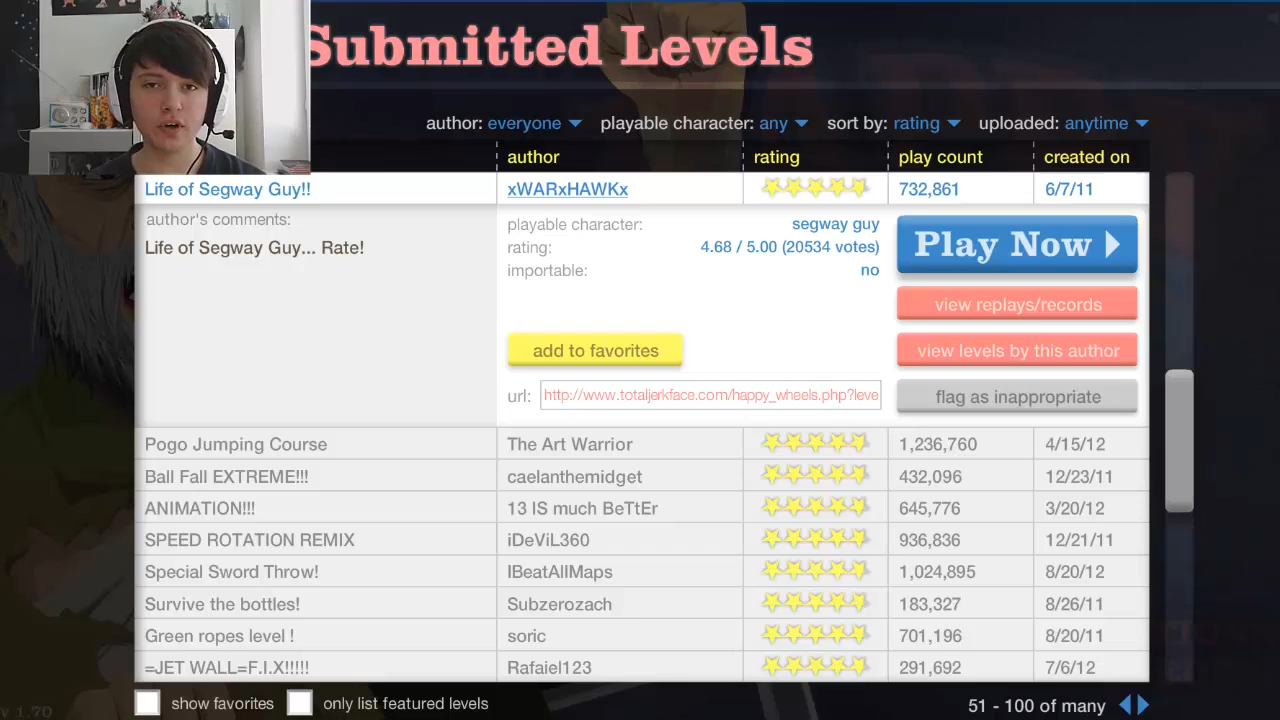 Submitted Levels
author: everyone playable character: any sort by: rating uploaded: anytime
author rating play count created on
Life of Segway Guy!! xWARxHAWKx 732,861 6/7/11
author's comments:
Life of Segway Guy... Rate!
playable character: segway guy
rating: 4.68 / 5.00 (20534 votes)
importable: no
Play Now
view replays/records
add to favorites
view levels by this author
url: http://www.totaljerkface.com/happy_wheels.php?leve
flag as inappropriate
Pogo Jumping Course The Art Warrior 1,236,760 4/15/12
Ball Fall EXTREME!!! caelanthemidget 432,096 12/23/11
ANIMATION!!! 13 IS much BeTtEr 645,776 3/20/12
SPEED ROTATION REMIX iDeViL360 936,836 12/21/11
Special Sword Throw! IBeatAllMaps 1,024,895 8/20/12
Survive the bottles! Subzerozach 183,327 8/26/11
Green ropes level ! soric 701,196 8/20/11
=JET WALL=F.I.X!!!!! Rafaiel123 291,692 7/6/12
show favorites only list featured levels 51 - 100 of many
v 1.70